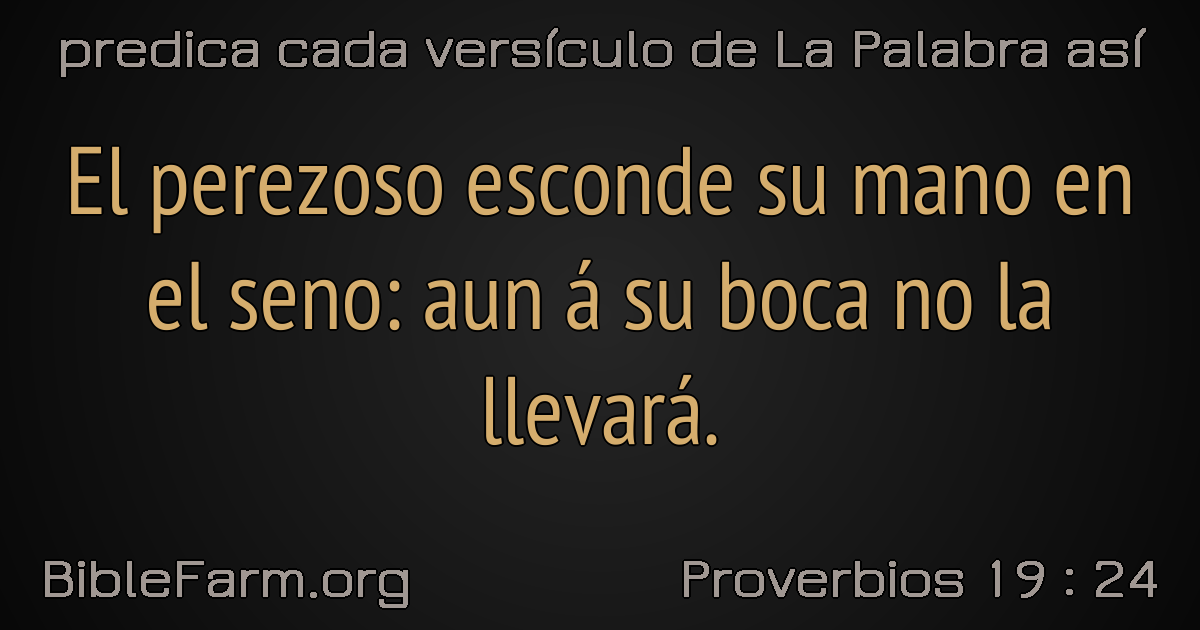 predica cada versículo de La Palabra así
El perezoso esconde su mano en
el seno: aun á su boca no la
llevará.
BibleFarm.org
Proverbios 19 : 24